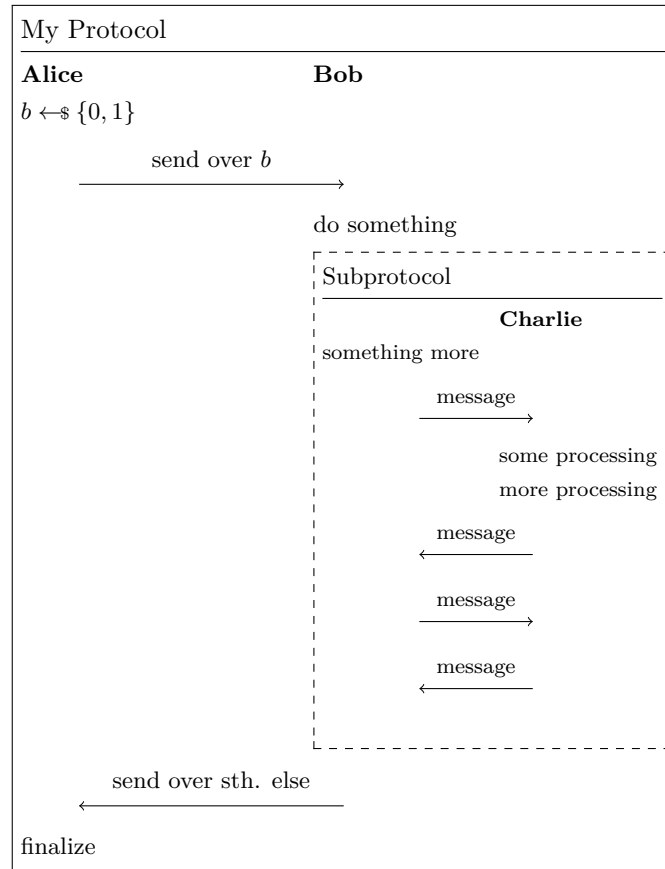 My Protocol
Alice Bob
b ←$ {0, 1}
send over b
do something
Subprotocol
Charlie
something more
message
some processing
more processing
message
message
message
send over sth. else
finalize